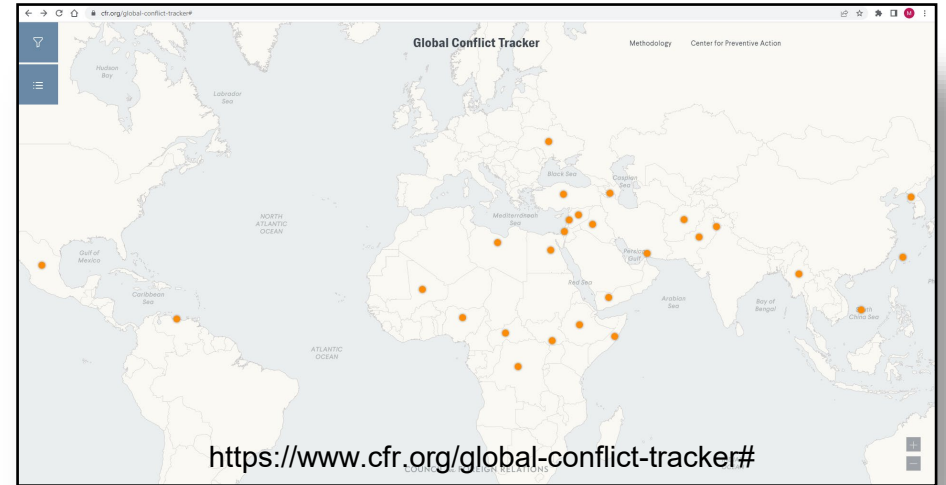 cfr.org/global-conflict-tracker#
M
Global Conflict Tracker
Methodology
Center for Preventive Action
Hudson
Bay
Labrador
Sea
Black Sea
Caspian
Sea
NORTH
ATLANTIC
OCEAN
Mediterranean
Sea
Gulf of
Mexico
Persian
Gulf
Red Sea
Caribbean
Sea
Arabian
Sea
Bay of
Bengal
South
China Sea
ATLANTIC
OCEAN
https://www.cfr.org/global-conflict-tracker#
COUNCIL on FOREIGN RELATIONS
+
−